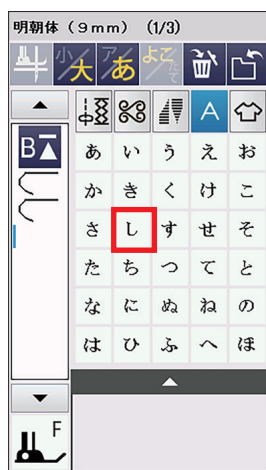 明朝体（9mm） (1/3)
小大 アあ よこたて
A
B
あ い う え お
か き く け こ
さ し す せ そ
た ち つ て と
な に ぬ ね の
は ひ ふ へ ほ
F